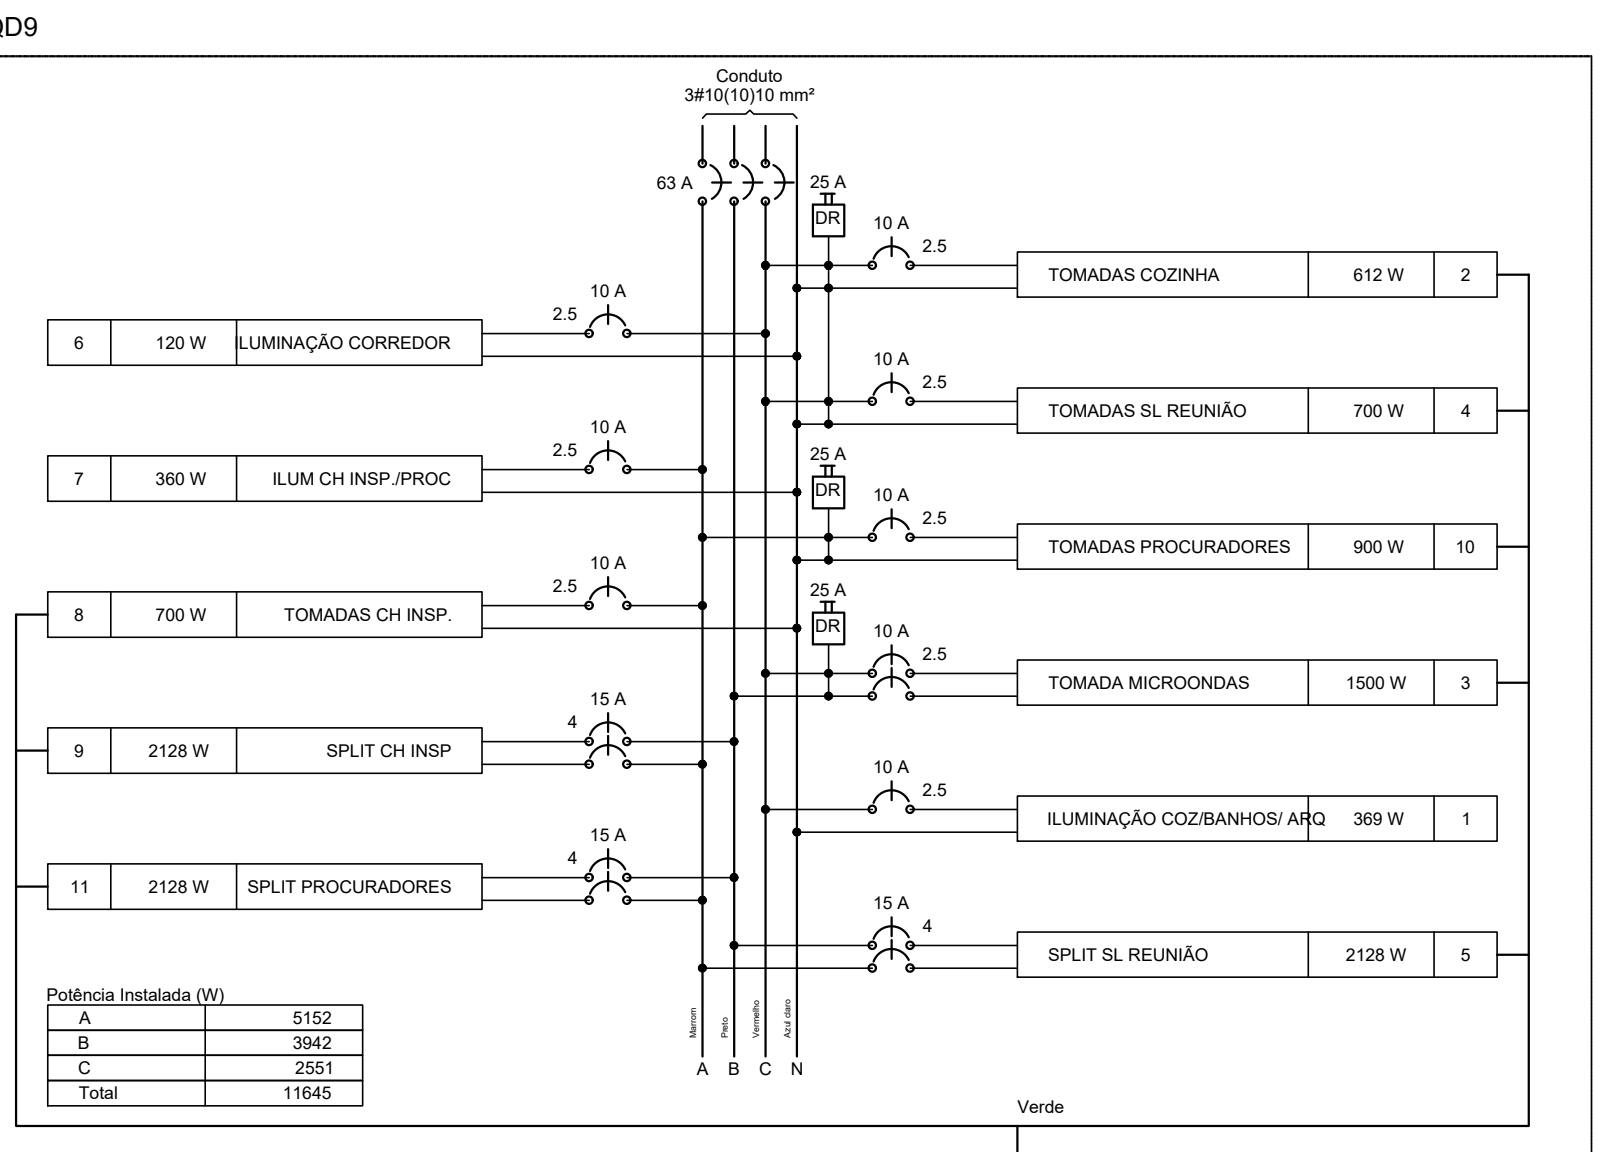 QD9
Conduto
3#10(10)10 mm²
63 A
25 A
DR
10 A
2.5
TOMADAS COZINHA 612 W 2
10 A
2.5
6 120 W ILUMINAÇÃO CORREDOR
10 A
2.5
TOMADAS SL REUNIÃO 700 W 4
10 A
2.5
7 360 W ILUM CH INSP./PROC
25 A
DR
10 A
2.5
TOMADAS PROCURADORES 900 W 10
10 A
2.5
8 700 W TOMADAS CH INSP.
25 A
DR
10 A
2.5
TOMADA MICROONDAS 1500 W 3
15 A
4
9 2128 W SPLIT CH INSP
10 A
2.5
ILUMINAÇÃO COZ/BANHOS/ ARQ 369 W 1
15 A
4
11 2128 W SPLIT PROCURADORES
15 A
4
SPLIT SL REUNIÃO 2128 W 5
Potência Instalada (W)
A 5152
B 3942
C 2551
Total 11645
Marrom
Preto
Vermelho
Azul claro
A B C N
Verde